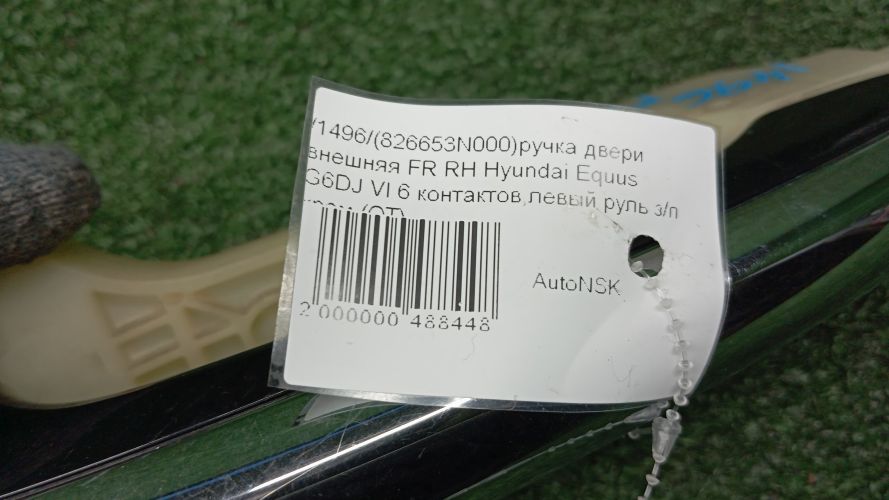 /1496/(826653N000)ручка двери
внешняя FR RH Hyundai Equus
G6DJ VI 6 контактов,левый руль з/п
(ОТ)
2 000000 488448
AutoNSK